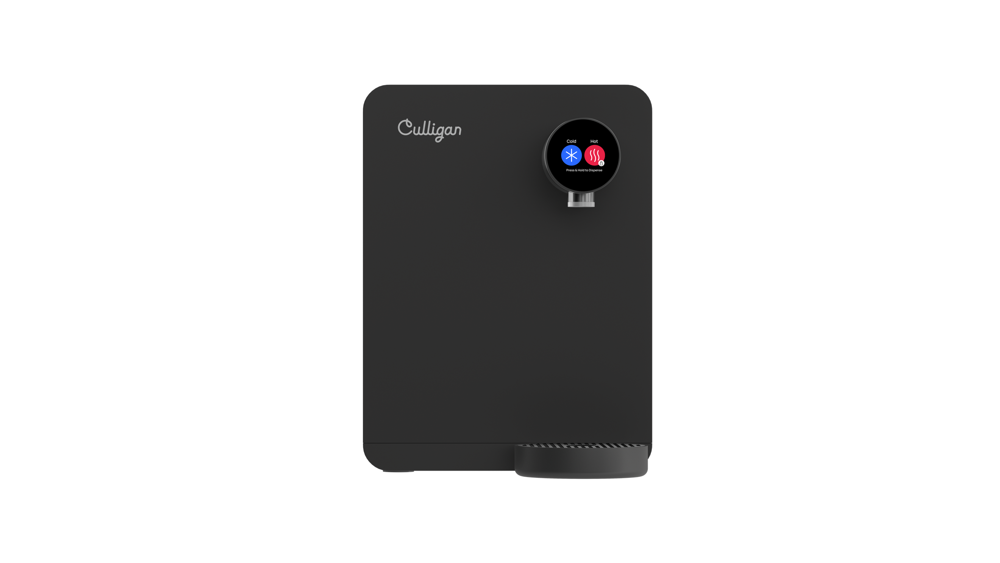 Culligan
Cold Hot
Press & Hold to Dispense